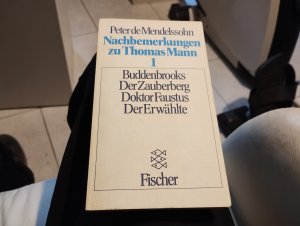 Peter de Mendelssohn
Nachbemerkungen
zu Thomas Mann
1
Buddenbrooks
Der Zauberberg
Doktor Faustus
Der Erwählte
Fischer